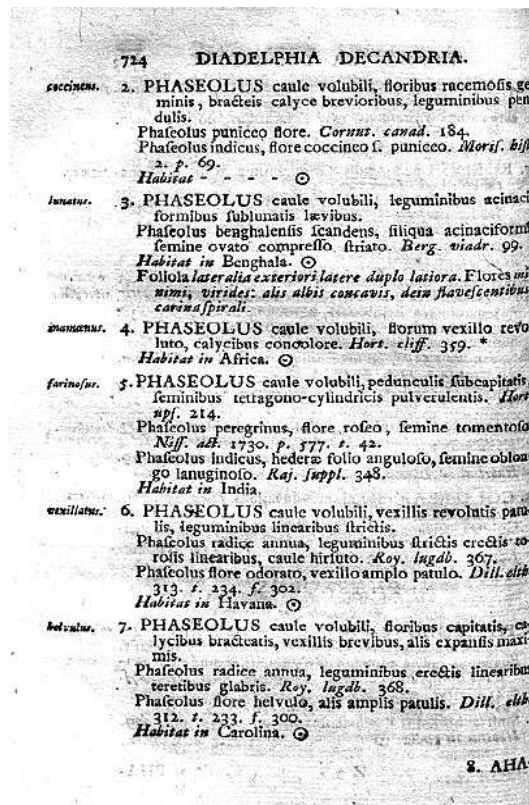 724 DIADELPHIA DECANDRIA.
coccineus. 2. PHASEOLUS caule volubili, floribus racemoſis ge
minis, bracteis calyce brevioribus, leguminibus pen
dulis.
Phaſeolus puniceo flore. Cornut. canad. 184.
Phaſeolus indicus, flore coccineo ſ. puniceo. Moriſ. hiſt
2. p. 69.
Habitat - - - - ☉
lunatus. 3. PHASEOLUS caule volubili, leguminibus acinaci
formibus ſublunatis lævibus.
Phaſeolus benghalenſis ſcandens, ſiliqua acinaciformi
ſemine ovato compreſſo ſtriato. Berg. viadr. 99.
Habitat in Benghala. ☉
Foliola lateralia exteriori latere duplo latiora. Flores mi
nimi, virides: alis albis concavis, dein flaveſcentibus
carina ſpirali.
inamœnus. 4. PHASEOLUS caule volubili, florum vexillo revo
luto, calycibus concolore. Hort. cliff. 359. *
Habitat in Africa. ☉
farinoſus. 5. PHASEOLUS caule volubili, pedunculis ſubcapitatis
ſeminibus tetragono-cylindricis pulverulentis. Hort
upſ. 214.
Phaſeolus peregrinus, flore roſeo, ſemine tomentoſo
Niſſ. act. 1730. p. 577. t. 42.
Phaſeolus indicus, hederæ folio anguloſo, ſemine oblon
go lanuginoſo. Raj. ſuppl. 348.
Habitat in India.
vexillatus. 6. PHASEOLUS caule volubili, vexillis revolutis patu
lis, leguminibus linearibus ſtrictis.
Phaſeolus radice annua, leguminibus ſtrictis erectis to
roſis linearibus, caule hirſuto. Roy. lugdb. 367.
Phaſeolus flore odorato, vexillo amplo patulo. Dill. elth
313. t. 234. f. 302.
Habitat in Havana. ☉
helvulus. 7. PHASEOLUS caule volubili, floribus capitatis, ca
lycibus bracteatis, vexillis brevibus, alis expanſis maxi
mis.
Phaſeolus radice annua, leguminibus erectis linearibus
teretibus glabris. Roy. lugdb. 368.
Phaſeolus flore helvulo, alis amplis patulis. Dill. elth
312. t. 233. f. 300.
Habitat in Carolina. ☉
8. AHA-